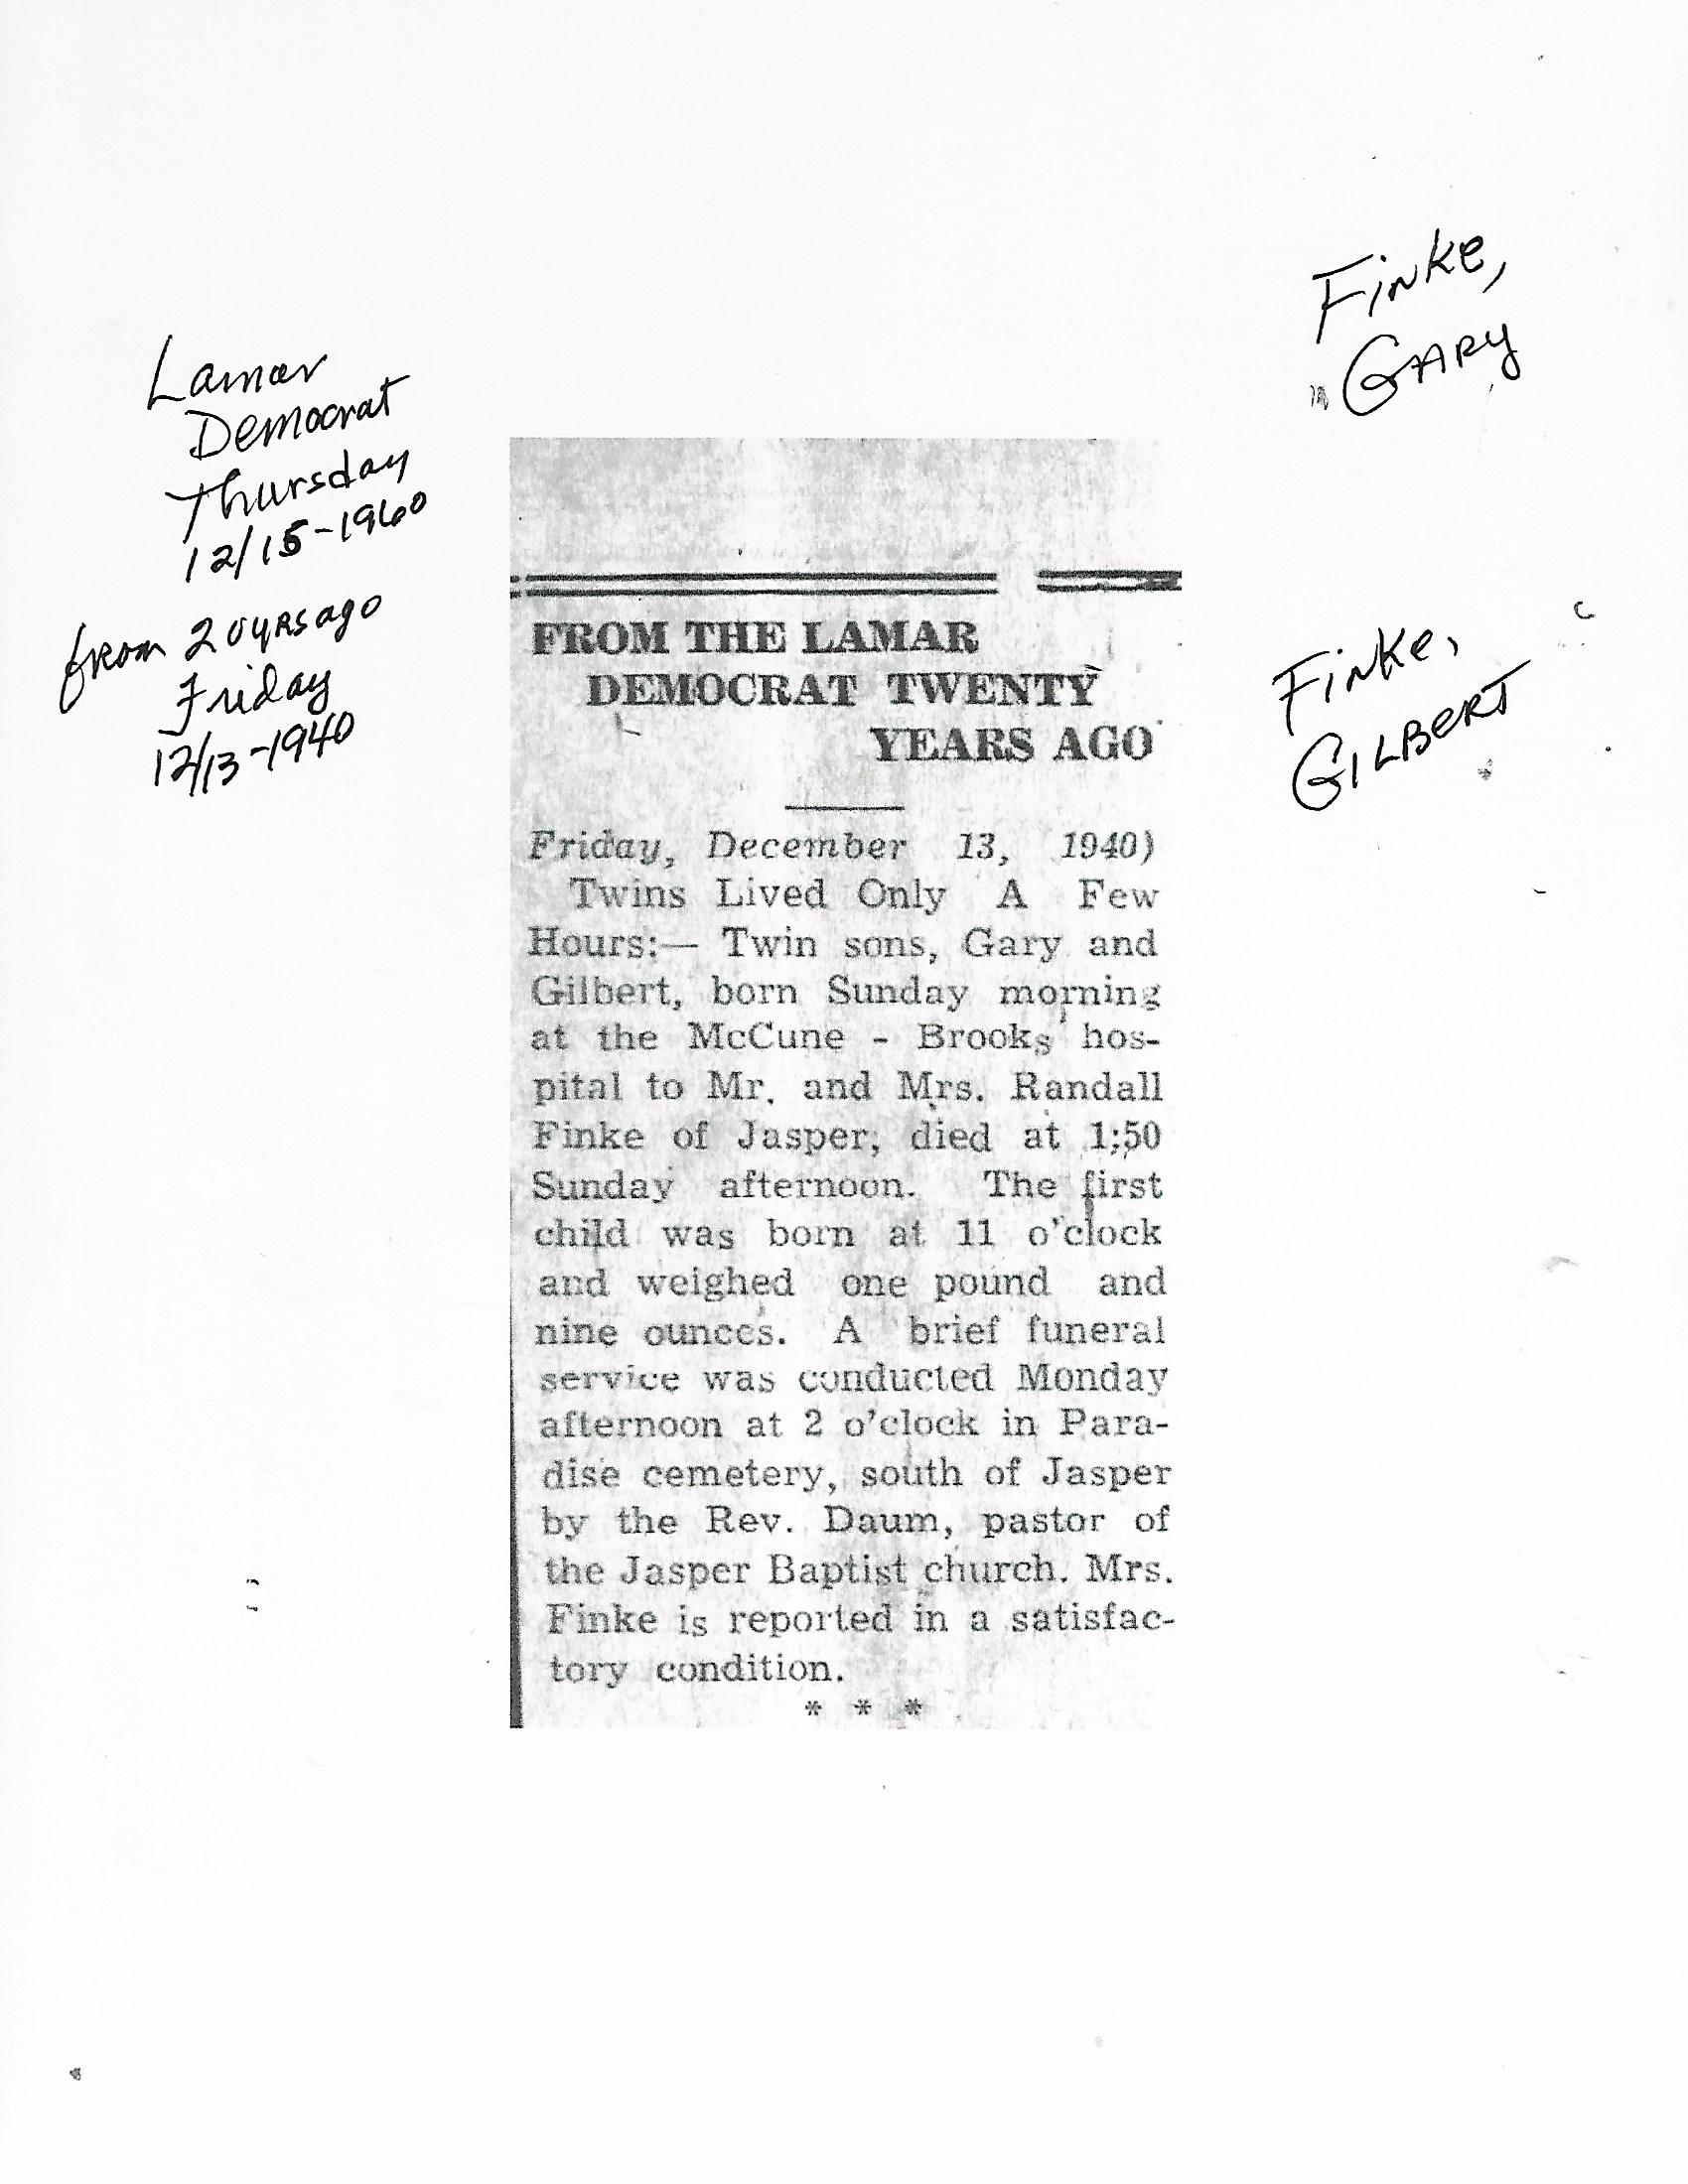 Lamar
Democrat
Thursday
12/15-1960
from 20yrs ago
Friday
12/13-1940
Finke,
GARY
Finke,
GILBERT
FROM THE LAMAR
DEMOCRAT TWENTY
YEARS AGO
Friday, December 13, 1940)
Twins Lived Only A Few
Hours:— Twin sons, Gary and
Gilbert, born Sunday morning
at the McCune - Brooks hos-
pital to Mr. and Mrs. Randall
Finke of Jasper, died at 1:50
Sunday afternoon. The first
child was born at 11 o'clock
and weighed one pound and
nine ounces. A brief funeral
service was conducted Monday
afternoon at 2 o'clock in Para-
dise cemetery, south of Jasper
by the Rev. Daum, pastor of
the Jasper Baptist church. Mrs.
Finke is reported in a satisfac-
tory condition.
* * *